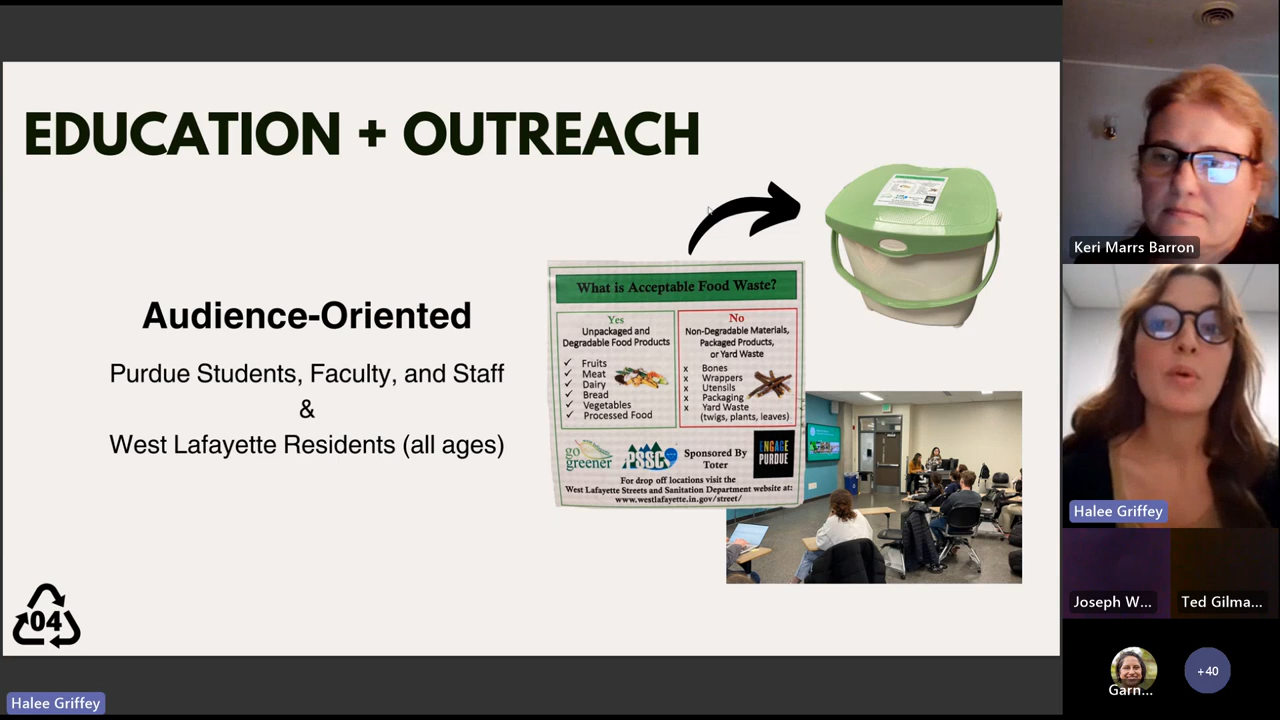 EDUCATION + OUTREACH
Audience-Oriented
Purdue Students, Faculty, and Staff
&
West Lafayette Residents (all ages)
What is Acceptable Food Waste?
Yes
Unpackaged and
Degradable Food Products
✓ Fruits
✓ Meat
✓ Dairy
✓ Bread
✓ Vegetables
✓ Processed Food
No
Non-Degradable Materials,
Packaged Products,
or Yard Waste
x Bones
x Wrappers
x Utensils
x Packaging
x Yard Waste
(twigs, plants, leaves)
go
greener
PSSC
Sponsored By
Toter
ENGAGE
PURDUE
For drop off locations visit the
West Lafayette Streets and Sanitation Department website at:
www.westlafayette.in.gov/street/
04
Halee Griffey
Keri Marrs Barron
Halee Griffey
Joseph W...
Ted Gilma...
Garn...
+40